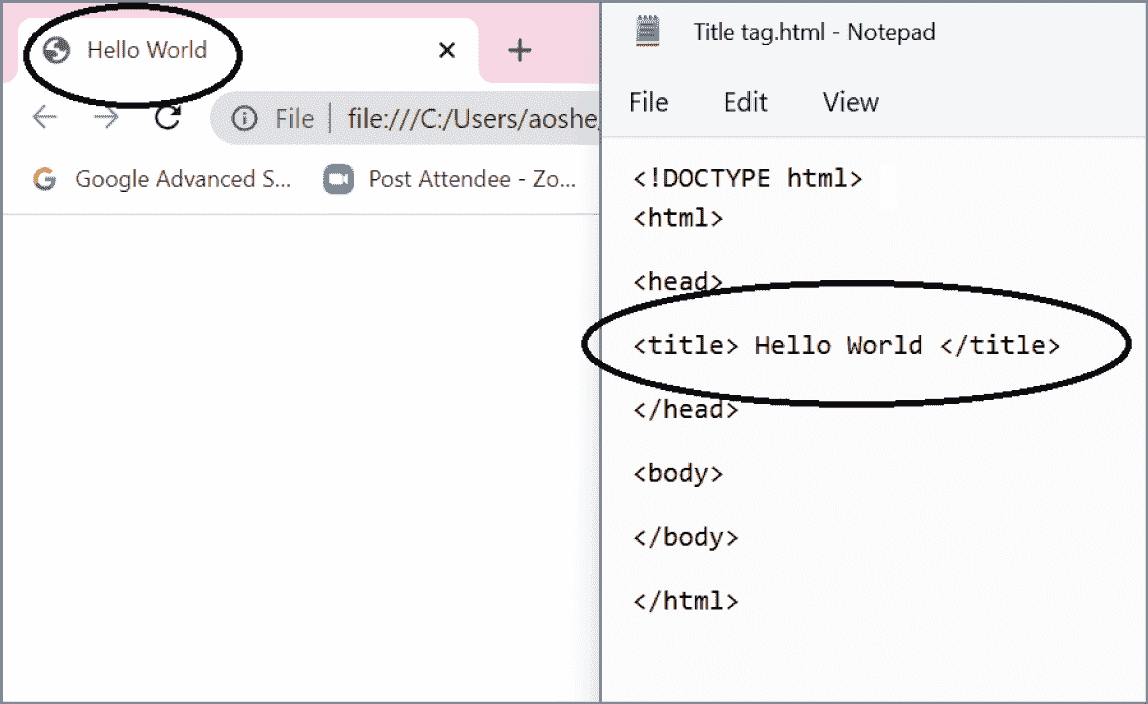 Hello World
File file:///C:/Users/aoshe
Google Advanced S... Post Attendee - Zo...
Title tag.html - Notepad
File Edit View
<!DOCTYPE html>
<html>
<head>
<title> Hello World </title>
</head>
<body>
</body>
</html>